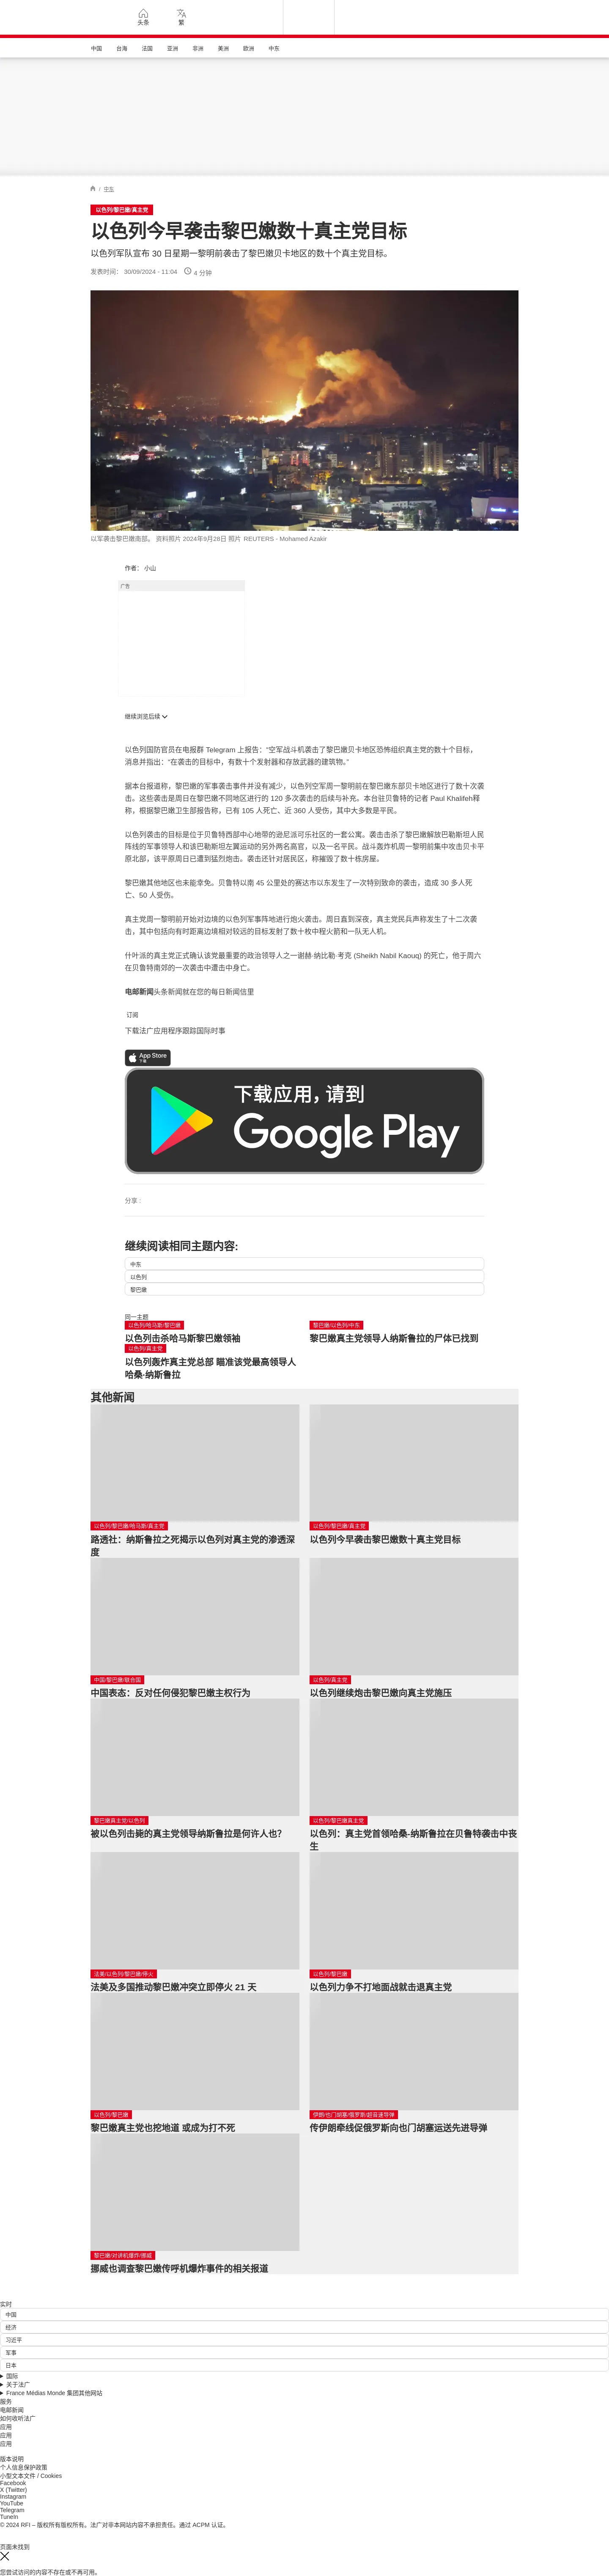 头条
繁
中国
台海
法国
亚洲
非洲
美洲
欧洲
中东
/ 中东
以色列/黎巴嫩/真主党
以色列今早袭击黎巴嫩数十真主党目标
以色列军队宣布 30 日星期一黎明前袭击了黎巴嫩贝卡地区的数十个真主党目标。
发表时间： 30/09/2024 - 11:04
4 分钟
以军袭击黎巴嫩南部。 资料照片 2024年9月28日 照片 REUTERS - Mohamed Azakir
作者： 小山
广告
继续浏览后续
以色列国防官员在电报群 Telegram 上报告：“空军战斗机袭击了黎巴嫩贝卡地区恐怖组织真主党的数十个目标，
消息并指出：“在袭击的目标中，有数十个发射器和存放武器的建筑物。”
据本台报道称，黎巴嫩的军事袭击事件并没有减少，以色列空军周一黎明前在黎巴嫩东部贝卡地区进行了数十次袭
击。这些袭击是周日在黎巴嫩不同地区进行的 120 多次袭击的后续与补充。本台驻贝鲁特的记者 Paul Khalifeh释
称，根据黎巴嫩卫生部报告称，已有 105 人死亡、近 360 人受伤，其中大多数是平民。
以色列袭击的目标是位于贝鲁特西部中心地带的逊尼派可乐社区的一套公寓。袭击击杀了黎巴嫩解放巴勒斯坦人民
阵线的军事领导人和该巴勒斯坦左翼运动的另外两名高官，以及一名平民。战斗轰炸机周一黎明前集中攻击贝卡平
原北部，该平原周日已遭到猛烈炮击。袭击还针对居民区，称摧毁了数十栋房屋。
黎巴嫩其他地区也未能幸免。贝鲁特以南 45 公里处的赛达市以东发生了一次特别致命的袭击，造成 30 多人死
亡、50 人受伤。
真主党周一黎明前开始对边境的以色列军事阵地进行炮火袭击。周日直到深夜，真主党民兵声称发生了十二次袭
击，其中包括向有时距离边境相对较远的目标发射了数十枚中程火箭和一队无人机。
什叶派的真主党正式确认该党最重要的政治领导人之一谢赫·纳比勒·考克 (Sheikh Nabil Kaouq) 的死亡，他于周六
在贝鲁特南郊的一次袭击中遭击中身亡。
电邮新闻头条新闻就在您的每日新闻信里
订阅
下载法广应用程序跟踪国际时事
App Store
下载
下载应用，请到
Google Play
分享 :
继续阅读相同主题内容:
中东
以色列
黎巴嫩
同一主题
以色列/哈马斯/黎巴嫩
以色列击杀哈马斯黎巴嫩领袖
黎巴嫩/以色列/中东
黎巴嫩真主党领导人纳斯鲁拉的尸体已找到
以色列/真主党
以色列轰炸真主党总部 瞄准该党最高领导人
哈桑·纳斯鲁拉
其他新闻
以色列/黎巴嫩/哈马斯/真主党
路透社：纳斯鲁拉之死揭示以色列对真主党的渗透深
度
以色列/黎巴嫩/真主党
以色列今早袭击黎巴嫩数十真主党目标
中国/黎巴嫩/联合国
中国表态：反对任何侵犯黎巴嫩主权行为
以色列/真主党
以色列继续炮击黎巴嫩向真主党施压
黎巴嫩真主党/以色列
被以色列击毙的真主党领导纳斯鲁拉是何许人也？
以色列/黎巴嫩真主党
以色列：真主党首领哈桑-纳斯鲁拉在贝鲁特袭击中丧
生
法美/以色列/黎巴嫩/停火
法美及多国推动黎巴嫩冲突立即停火 21 天
以色列/黎巴嫩
以色列力争不打地面战就击退真主党
以色列/黎巴嫩
黎巴嫩真主党也挖地道 或成为打不死
伊朗/也门胡塞/俄罗斯/超音速导弹
传伊朗牵线促俄罗斯向也门胡塞运送先进导弹
黎巴嫩/对讲机爆炸/挪威
挪威也调查黎巴嫩传呼机爆炸事件的相关报道
实时
中国
经济
习近平
军事
日本
国际
关于法广
France Médias Monde 集团其他网站
服务
电邮新闻
如何收听法广
应用
应用
应用
版本说明
个人信息保护政策
小型文本文件 / Cookies
Facebook
X (Twitter)
Instagram
YouTube
Telegram
TuneIn
© 2024 RFI – 版权所有版权所有。法广对非本网站内容不承担责任。通过 ACPM 认证。
页面未找到
您尝试访问的内容不存在或不再可用。